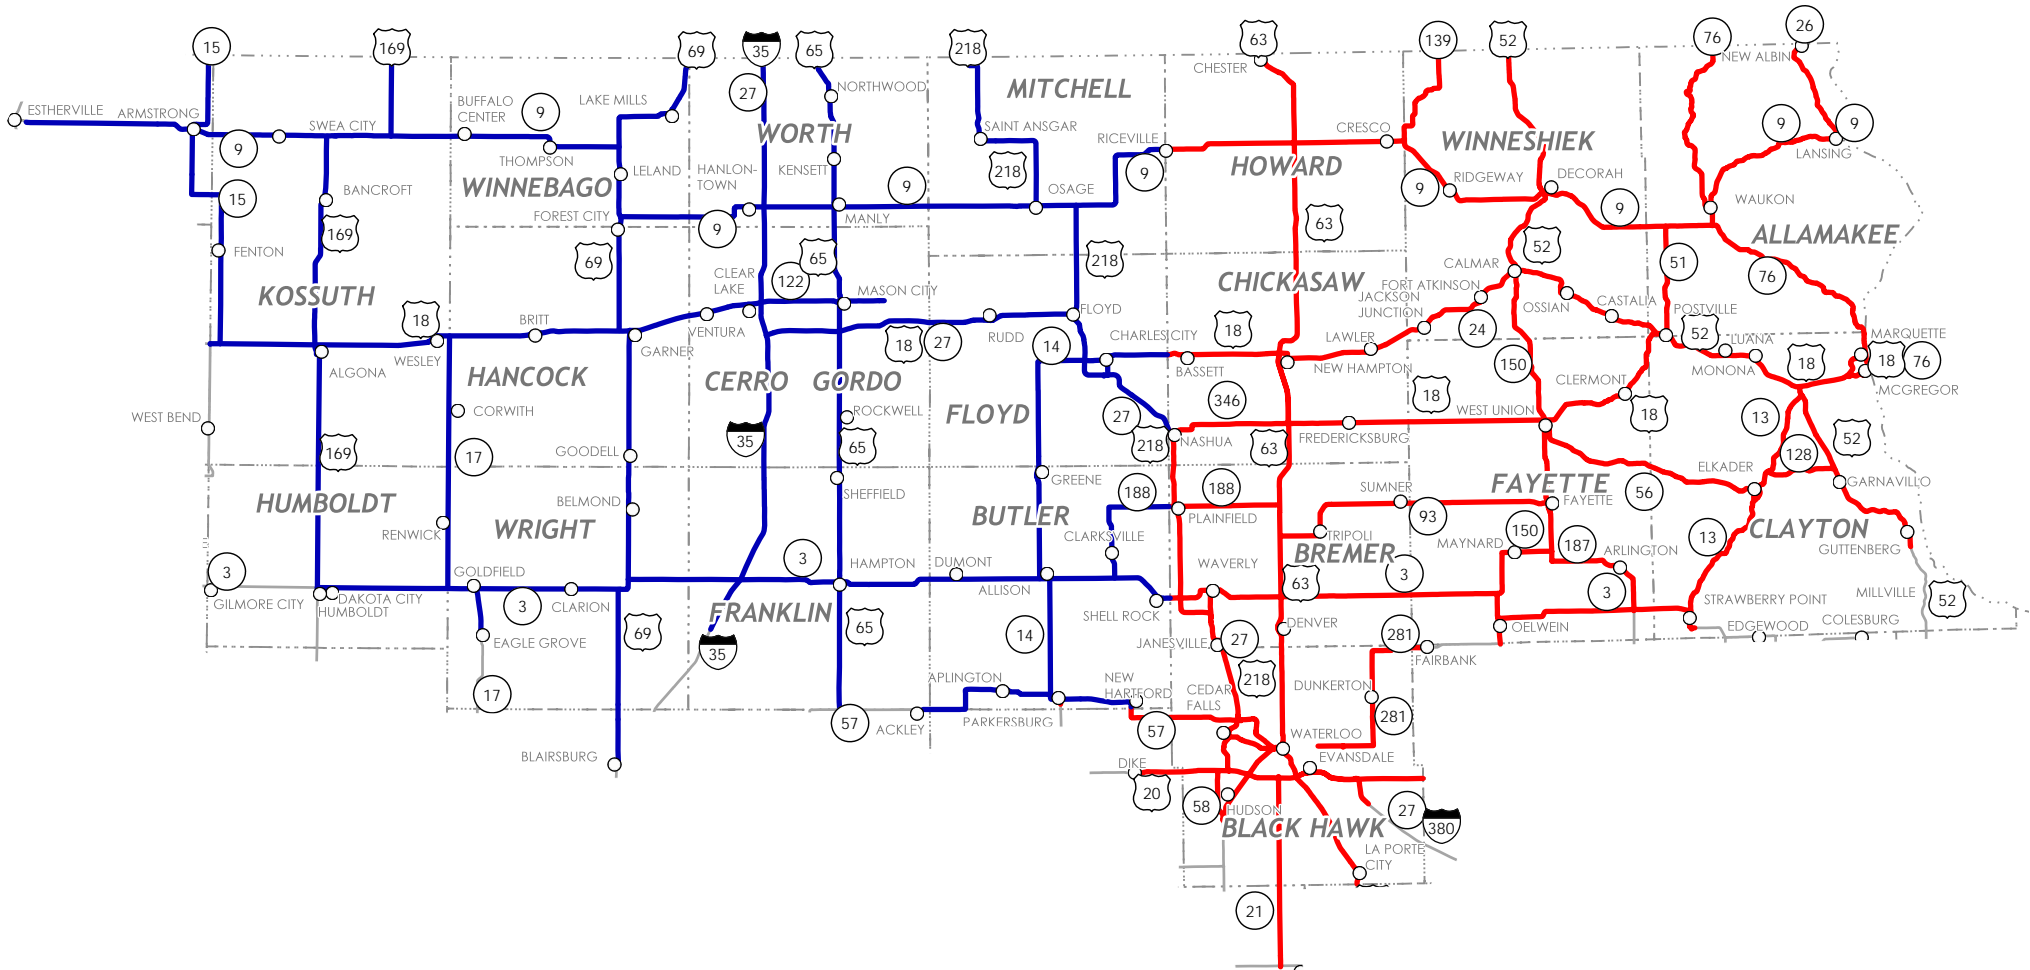 15
169
69
35
65
218
63
139
52
76
26
27
CHESTER
NEW ALBIN
NORTHWOOD
MITCHELL
ESTHERVILLE
ARMSTRONG
SWEA CITY
BUFFALO
CENTER
9
LAKE MILLS
WORTH
SAINT ANSGAR
RICEVILLE
CRESCO
WINNESHIEK
9
9
LANSING
9
THOMPSON
WINNEBAGO
LELAND
HANLON-
TOWN
KENSETT
218
9
HOWARD
9
RIDGEWAY
DECORAH
15
BANCROFT
9
OSAGE
9
WAUKON
169
FOREST CITY
9
MANLY
63
52
ALLAMAKEE
FENTON
69
65
218
51
76
KOSSUTH
CLEAR
LAKE
122
MASON CITY
CHICKASAW
CALMAR
FORT ATKINSON
JACKSON
JUNCTION
OSSIAN
CASTALIA
POSTVILLE
18
BRITT
VENTURA
FLOYD
CHARLES CITY
18
LAWLER
24
52
LUANA
MARQUETTE
WESLEY
GARNER
18
27
RUDD
14
BASSETT
NEW HAMPTON
150
MONONA
18
18
76
MCGREGOR
ALGONA
HANCOCK
CERRO GORDO
CLERMONT
WEST BEND
CORWITH
ROCKWELL
FLOYD
27
346
18
WEST UNION
18
13
52
169
17
GOODELL
35
65
218
NASHUA
63
FREDERICKSBURG
128
HUMBOLDT
BELMOND
SHEFFIELD
GREENE
188
188
SUMNER
FAYETTE
FAYETTE
56
ELKADER
GARNAVILLO
RENWICK
WRIGHT
BUTLER
PLAINFIELD
93
CLARKSVILLE
TRIPOLI
BREMER
MAYNARD
150
187
ARLINGTON
13
CLAYTON
GUTTENBERG
3
GOLDFIELD
3
HAMPTON
DUMONT
WAVERLY
3
GILMORE CITY
DAKOTA CITY
HUMBOLDT
3
CLARION
ALLISON
63
3
MILLVILLE
52
FRANKLIN
SHELL ROCK
STRAWBERRY POINT
EAGLE GROVE
69
35
65
14
JANESVILLE
27
DENVER
281
OELWEIN
EDGEWOOD
COLESBURG
FAIRBANK
17
APLINGTON
NEW
HARTFORD
CEDAR
FALLS
218
DUNKERTON
281
57
ACKLEY
PARKERSBURG
57
WATERLOO
BLAIRSBURG
DIKE
EVANSDALE
20
58
HUDSON
27
380
BLACK HAWK
LA PORTE
CITY
21